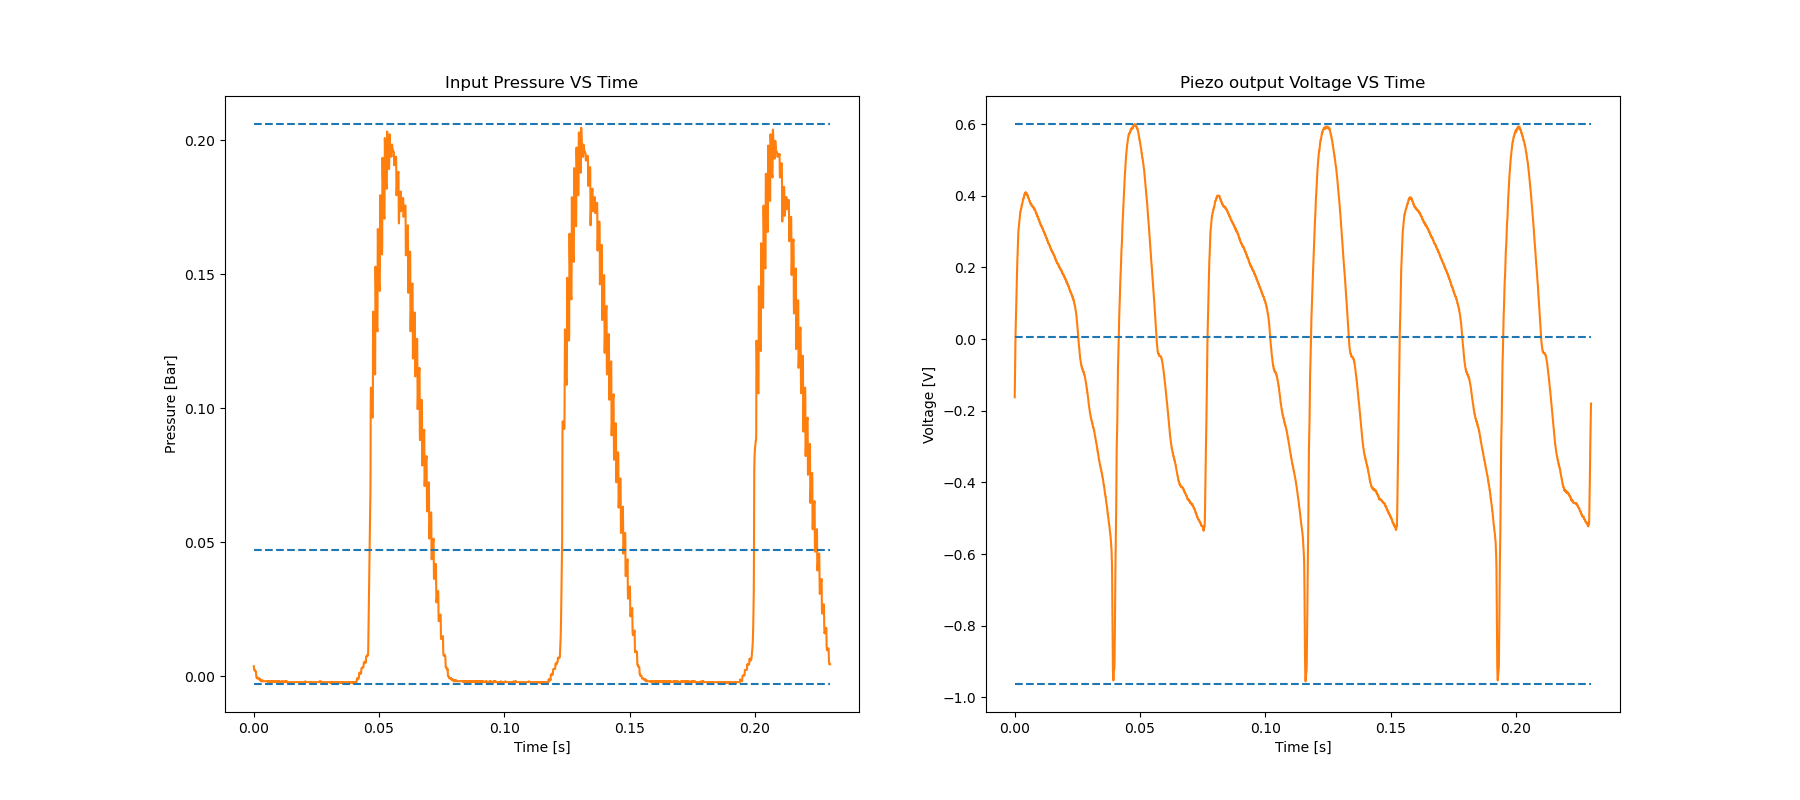 Input Pressure VS Time
Pressure [Bar]
0.20
0.15
0.10
0.05
0.00
0.00 0.05 0.10 0.15 0.20
Time [s]
Piezo output Voltage VS Time
Voltage [V]
0.6
0.4
0.2
0.0
−0.2
−0.4
−0.6
−0.8
−1.0
0.00 0.05 0.10 0.15 0.20
Time [s]